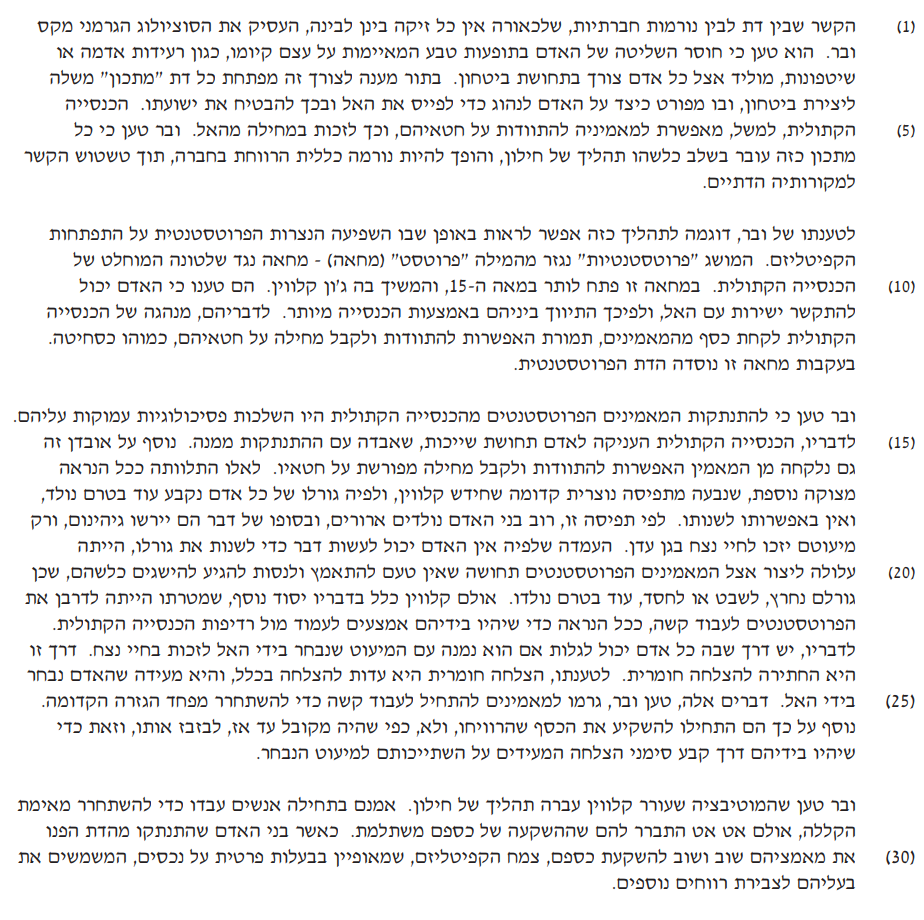 (1) הקשר שבין דת לבין נורמות חברתיות, שלכאורה אין כל זיקה בינן לבינה, העסיק את הסוציולוג הגרמני מקס
ובר. הוא טען כי חוסר השליטה של האדם בתופעות טבע המאיימות על עצם קיומו, כגון רעידות אדמה או
שיטפונות, מוליד אצל כל אדם צורך בתחושת ביטחון. בתור מענה לצורך זה מפתחת כל דת "מתכון" משלה
ליצירת ביטחון, ובו מפורט כיצד על האדם לנהוג כדי לפייס את האל ובכך להבטיח את ישועתו. הכנסייה
(5) הקתולית, למשל, מאפשרת למאמיניה להתוודות על חטאיהם, וכך לזכות במחילה מהאל. ובר טען כי כל
מתכון כזה עובר בשלב כלשהו תהליך של חילון, והופך להיות נורמה כללית הרווחת בחברה, תוך טשטוש הקשר
למקורותיה הדתיים.
לטענתו של ובר, דוגמה לתהליך כזה אפשר לראות באופן שבו השפיעה הנצרות הפרוטסטנטית על התפתחות
הקפיטליזם. המושג "פרוטסטנטיות" נגזר מהמילה "פרוטסט" (מחאה) - מחאה נגד שלטונה המוחלט של
(10) הכנסייה הקתולית. במחאה זו פתח לותר במאה ה-15, והמשיך בה ג'ון קלווין. הם טענו כי האדם יכול
להתקשר ישירות עם האל, ולפיכך התיווך ביניהם באמצעות הכנסייה מיותר. לדבריהם, מנהגה של הכנסייה
הקתולית לקחת כסף מהמאמינים, תמורת האפשרות להתוודות ולקבל מחילה על חטאיהם, כמוהו כסחיטה.
בעקבות מחאה זו נוסדה הדת הפרוטסטנטית.
ובר טען כי להתנתקות המאמינים הפרוטסטנטים מהכנסייה הקתולית היו השלכות פסיכולוגיות עמוקות עליהם.
(15) לדבריו, הכנסייה הקתולית העניקה לאדם תחושת שייכות, שאבדה עם ההתנתקות ממנה. נוסף על אובדן זה
גם נלקחה מן המאמין האפשרות להתוודות ולקבל מחילה מפורשת על חטאיו. לאלו התלוותה ככל הנראה
מצוקה נוספת, שנבעה מתפיסה נוצרית קדומה שחידש קלווין, ולפיה גורלו של כל אדם נקבע עוד בטרם נולד,
ואין באפשרותו לשנותו. לפי תפיסה זו, רוב בני האדם נולדים ארורים, ובסופו של דבר הם יירשו גיהינום, ורק
מיעוטם יזכו לחיי נצח בגן עדן. העמדה שלפיה אין האדם יכול לעשות דבר כדי לשנות את גורלו, הייתה
(20) עלולה ליצור אצל המאמינים הפרוטסטנטים תחושה שאין טעם להתאמץ ולנסות להגיע להישגים כלשהם, שכן
גורלם נחרץ, לשבט או לחסד, עוד בטרם נולדו. אולם קלווין כלל בדבריו יסוד נוסף, שמטרתו הייתה לדרבן את
הפרוטסטנטים לעבוד קשה, ככל הנראה כדי שיהיו בידיהם אמצעים לעמוד מול רדיפות הכנסייה הקתולית.
לדבריו, יש דרך שבה כל אדם יכול לגלות אם הוא נמנה עם המיעוט שנבחר בידי האל לזכות בחיי נצח. דרך זו
היא החתירה להצלחה חומרית. לטענתו, הצלחה חומרית היא עדות להצלחה בכלל, והיא מעידה שהאדם נבחר
(25) בידי האל. דברים אלה, טען ובר, גרמו למאמינים להתחיל לעבוד קשה כדי להשתחרר מפחד הגזרה הקדומה.
נוסף על כך הם התחילו להשקיע את הכסף שהרוויחו, ולא, כפי שהיה מקובל עד אז, לבזבז אותו, וזאת כדי
שיהיו בידיהם דרך קבע סימני הצלחה המעידים על השתייכותם למיעוט הנבחר.
ובר טען שהמוטיבציה שעורר קלווין עברה תהליך של חילון. אמנם בתחילה אנשים עבדו כדי להשתחרר מאימת
הקללה, אולם אט אט התברר להם שההשקעה של כספם משתלמת. כאשר בני האדם שהתנתקו מהדת הפנו
(30) את מאמציהם שוב ושוב להשקעת כספם, צמח הקפיטליזם, שמאופיין בבעלות פרטית על נכסים, המשמשים את
בעליהם לצבירת רווחים נוספים.